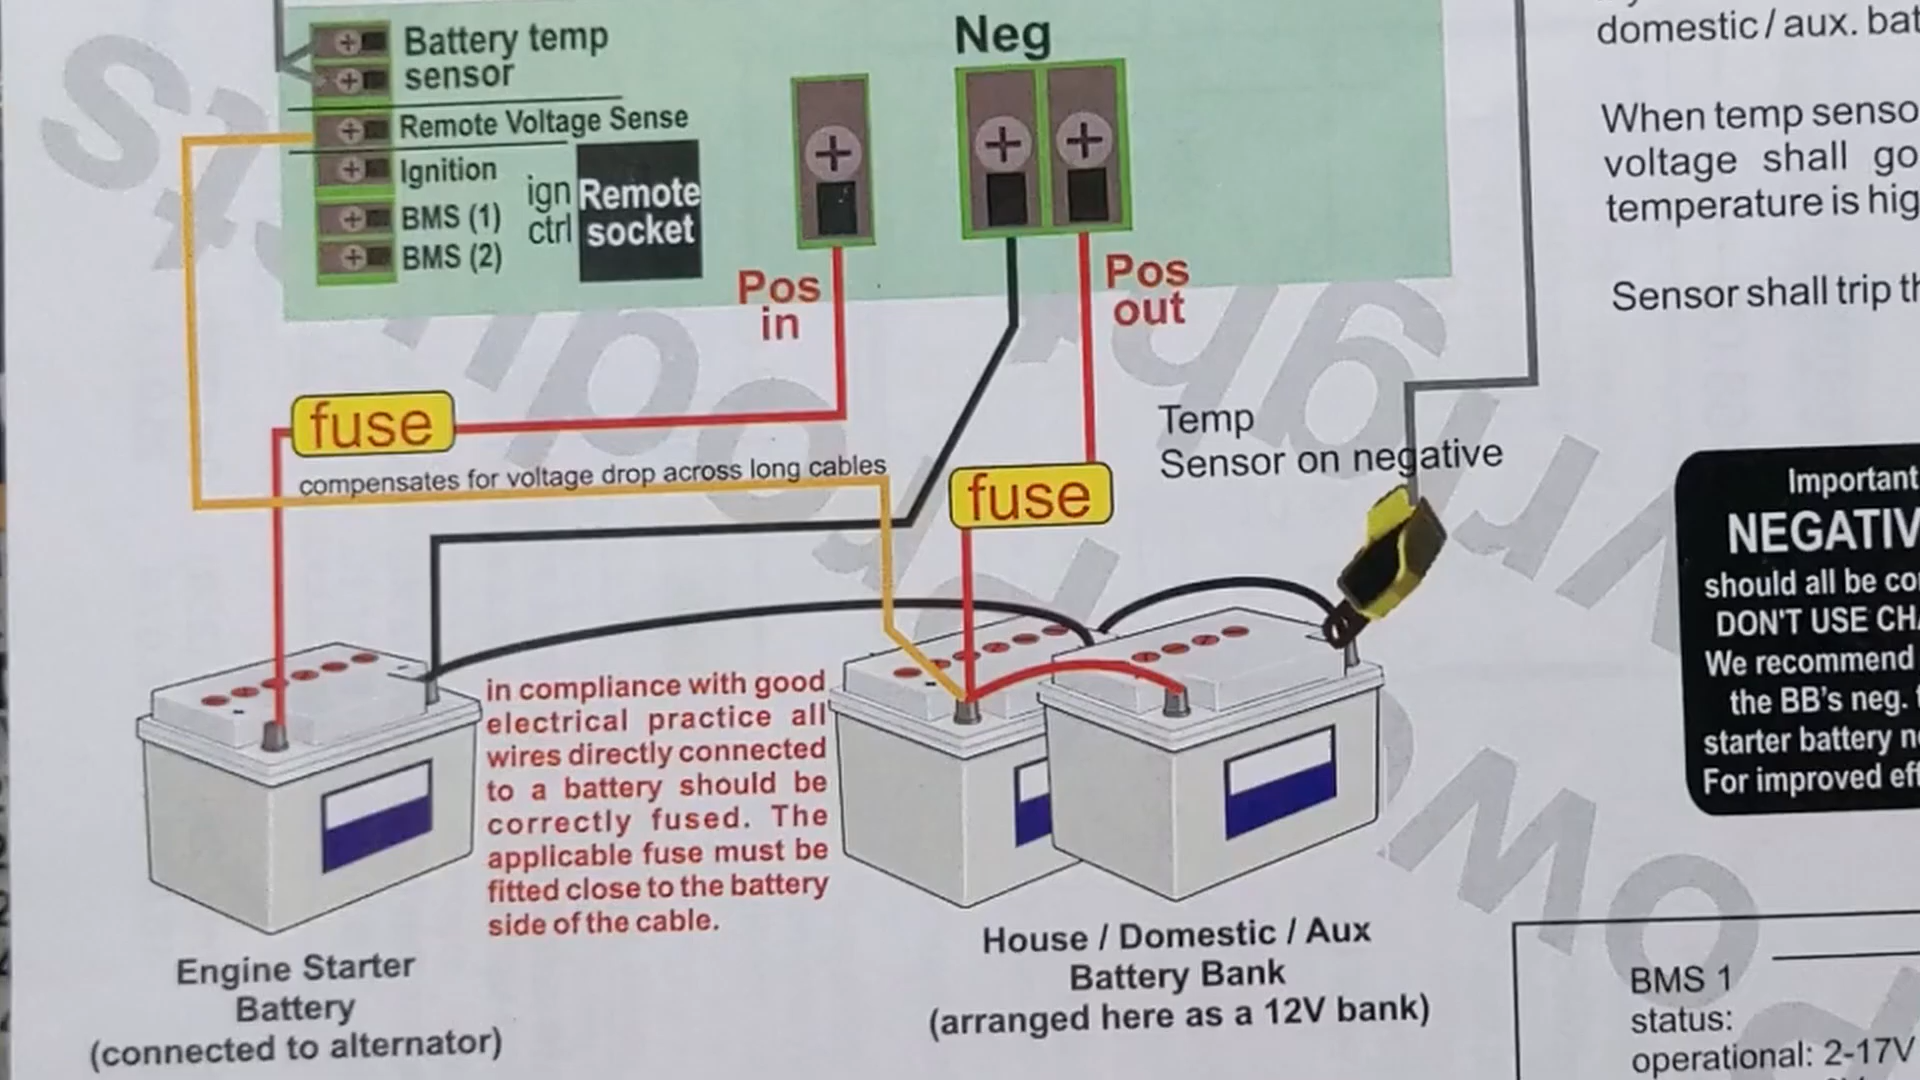 Battery temp
sensor
Remote Voltage Sense
Ignition
BMS (1)
BMS (2)
ign
ctrl
Remote
socket
Neg
Pos
in
Pos
out
fuse
compensates for voltage drop across long cables
fuse
Temp
Sensor on negative
in compliance with good
electrical practice all
wires directly connected
to a battery should be
correctly fused. The
applicable fuse must be
fitted close to the battery
side of the cable.
Engine Starter
Battery
(connected to alternator)
House / Domestic / Aux
Battery Bank
(arranged here as a 12V bank)
domestic / aux. bat
When temp senso
voltage shall go
temperature is hig
Sensor shall trip th
Important
NEGATIV
should all be co
DON'T USE CHA
We recommend
the BB's neg.
starter battery n
For improved eff
BMS 1
status:
operational: 2-17V